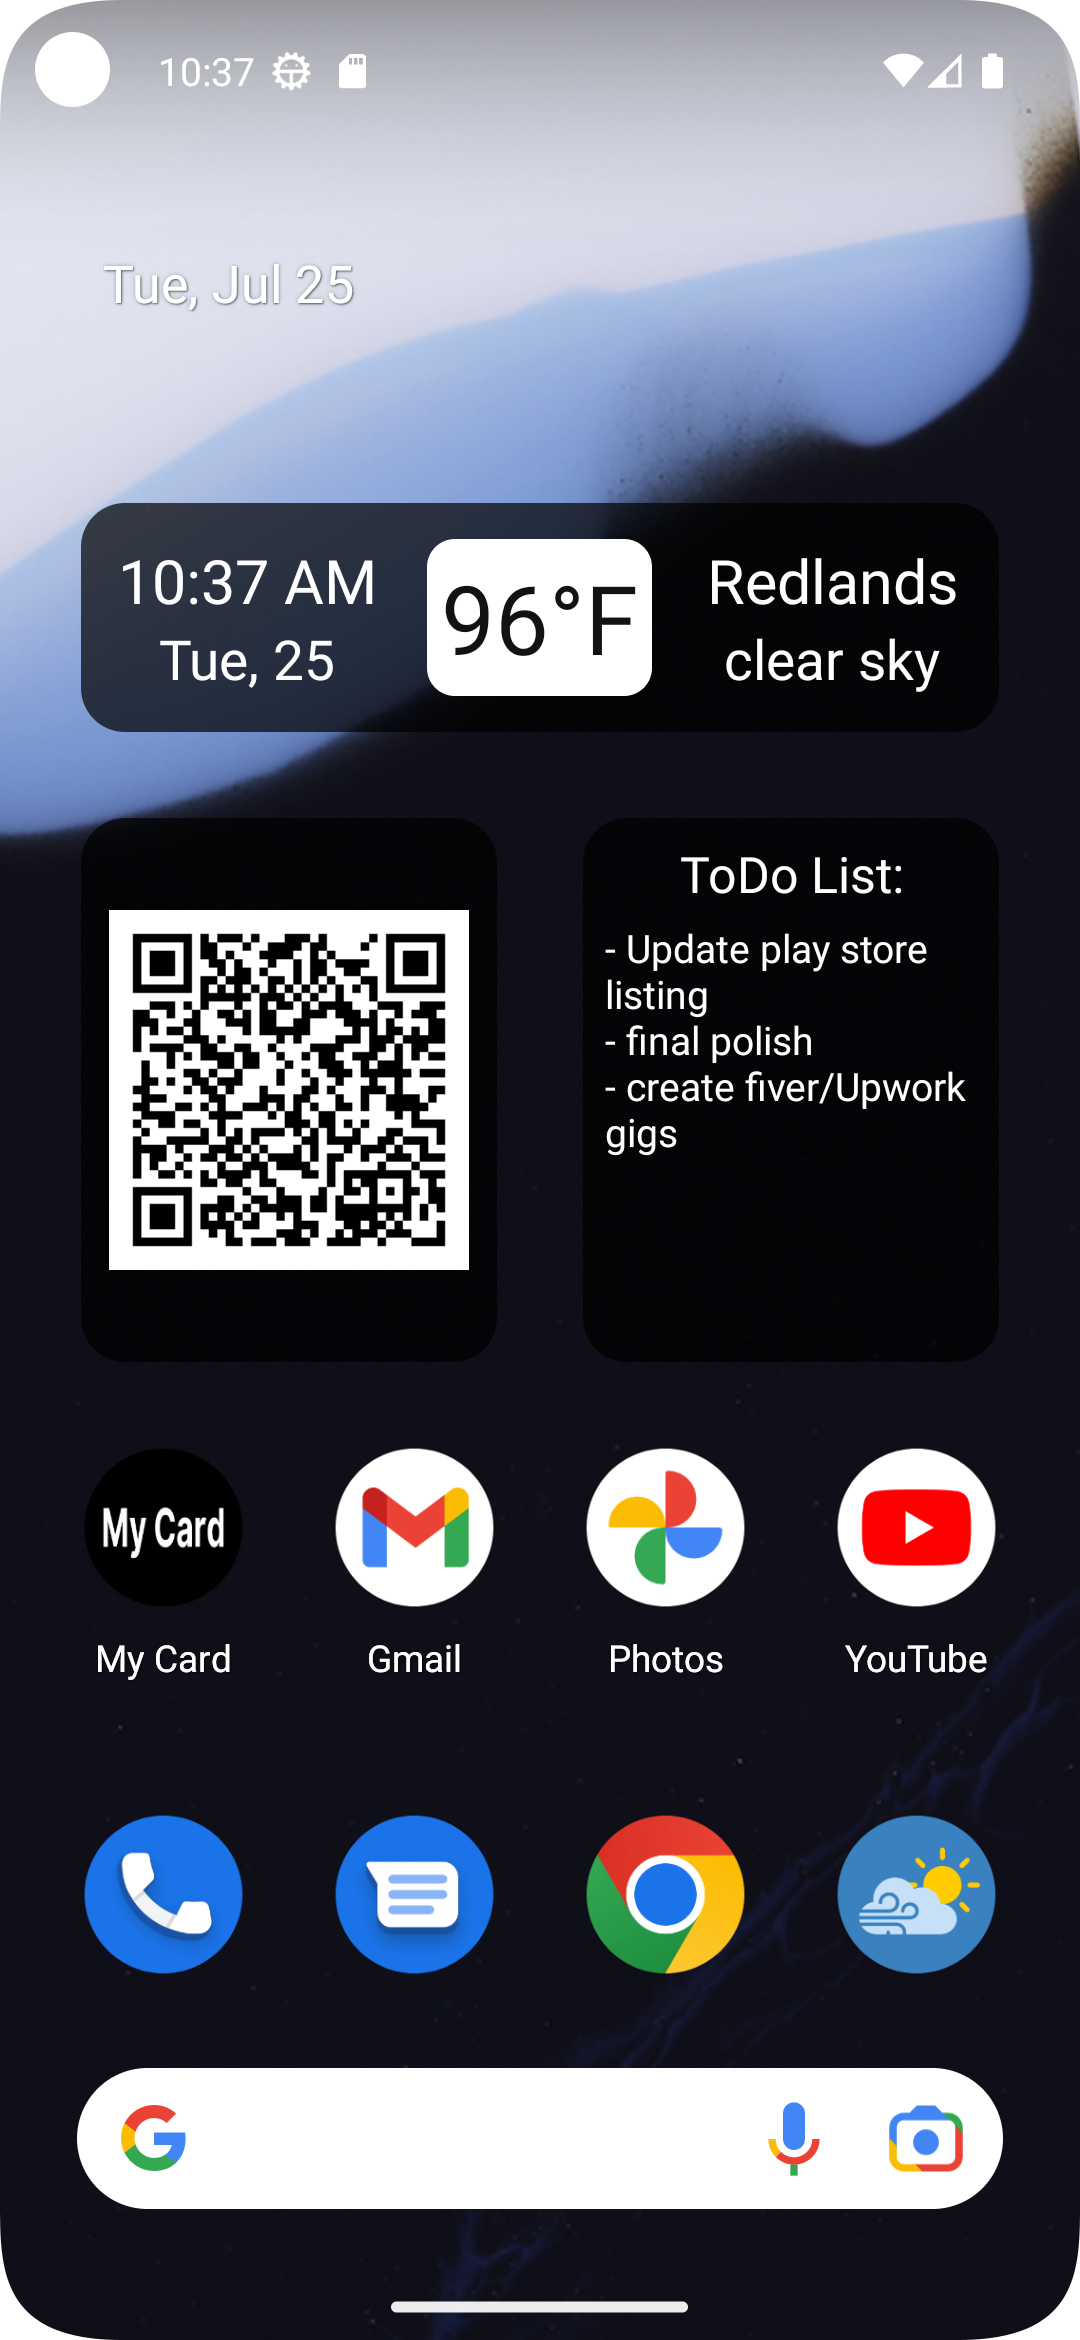 10:37
Tue, Jul 25
10:37 AM
Tue, 25
96°F
Redlands
clear sky
ToDo List:
- Update play store
listing
- final polish
- create fiver/Upwork
gigs
My Card
My Card
Gmail
Photos
YouTube